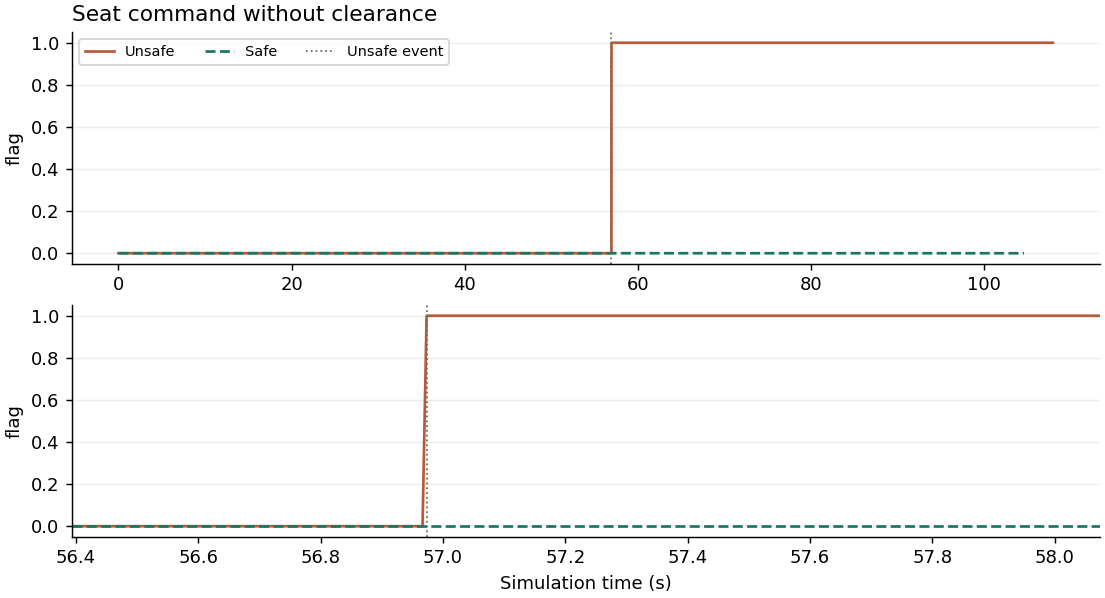 Seat command without clearance
Unsafe Safe Unsafe event
flag
1.0
0.8
0.6
0.4
0.2
0.0
0 20 40 60 80 100
flag
1.0
0.8
0.6
0.4
0.2
0.0
56.4 56.6 56.8 57.0 57.2 57.4 57.6 57.8 58.0
Simulation time (s)